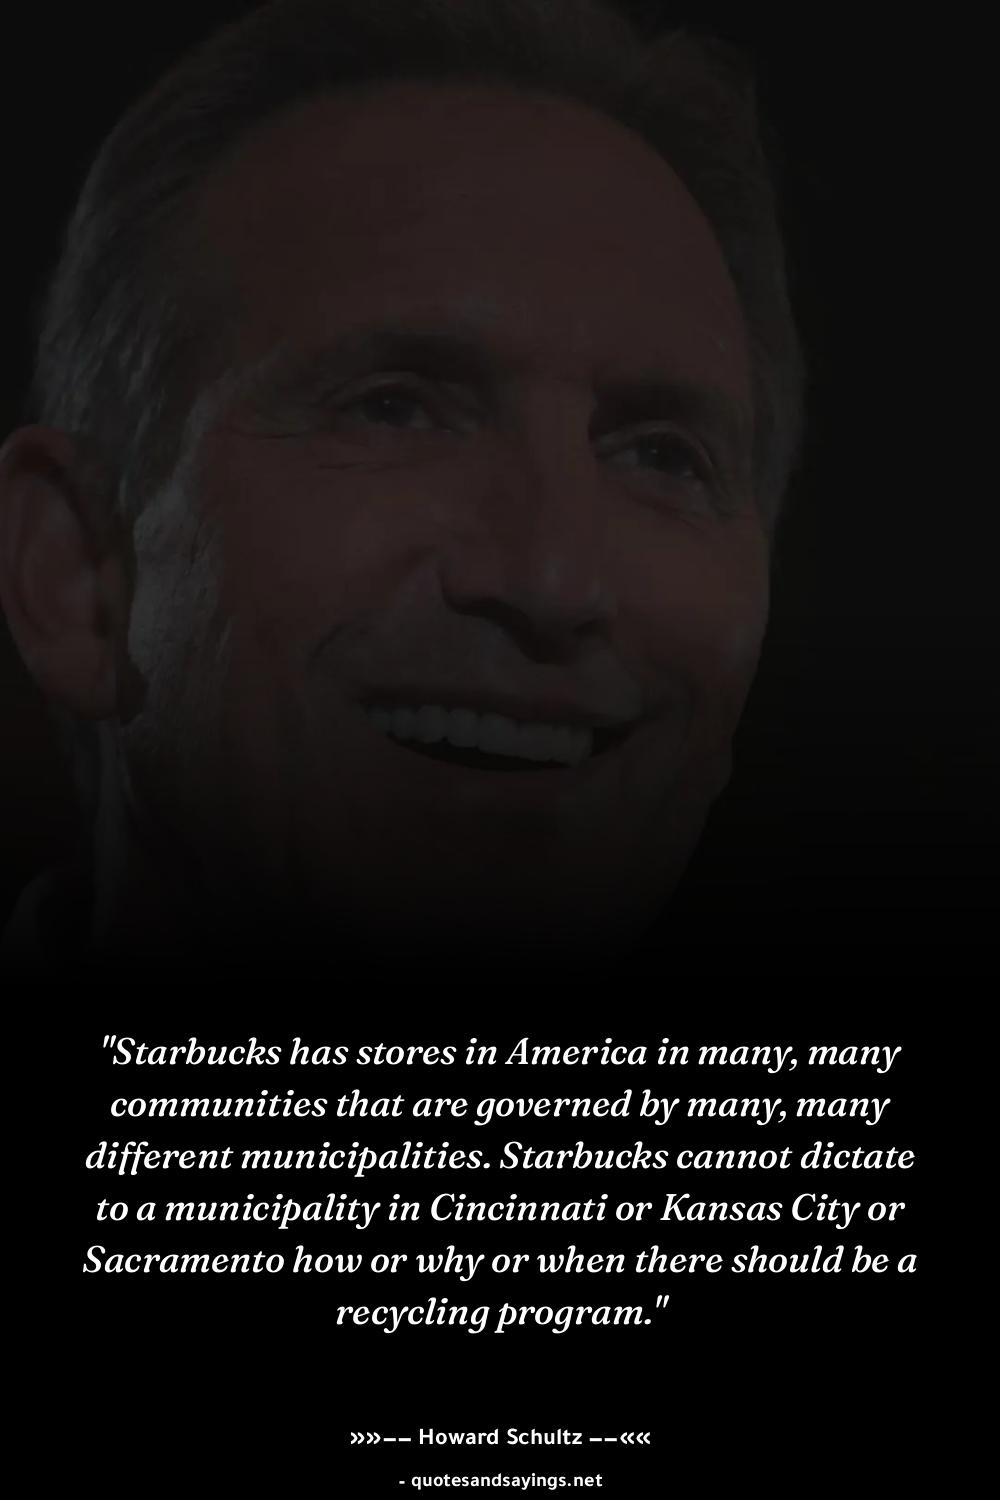 "Starbucks has stores in America in many, many
communities that are governed by many, many
different municipalities. Starbucks cannot dictate
to a municipality in Cincinnati or Kansas City or
Sacramento how or why or when there should be a
recycling program."
»»–– Howard Schultz ––««
- quotesandsayings.net